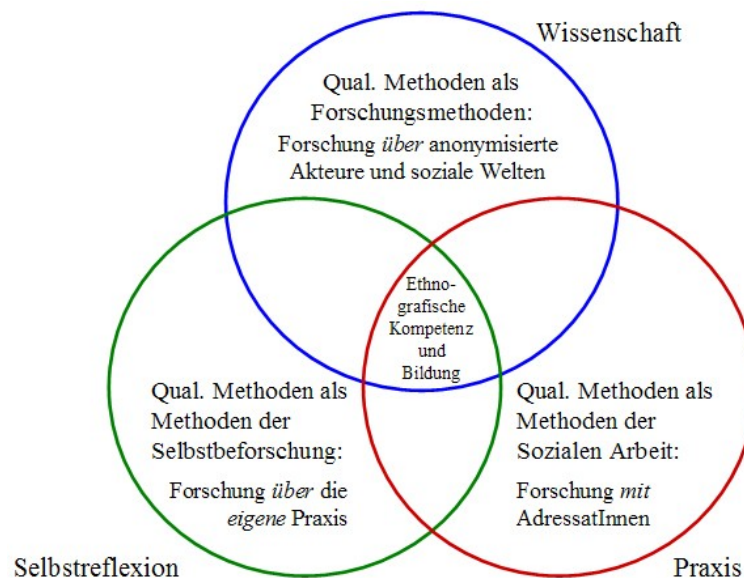 Wissenschaft
Qual. Methoden als
Forschungsmethoden:
Forschung über anonymisierte
Akteure und soziale Welten
Ethno-
grafische
Kompetenz
und
Bildung
Qual. Methoden als
Methoden der
Selbstbeforschung:
Forschung über die
eigene Praxis
Qual. Methoden als
Methoden der
Sozialen Arbeit:
Forschung mit
AdressatInnen
Selbstreflexion
Praxis